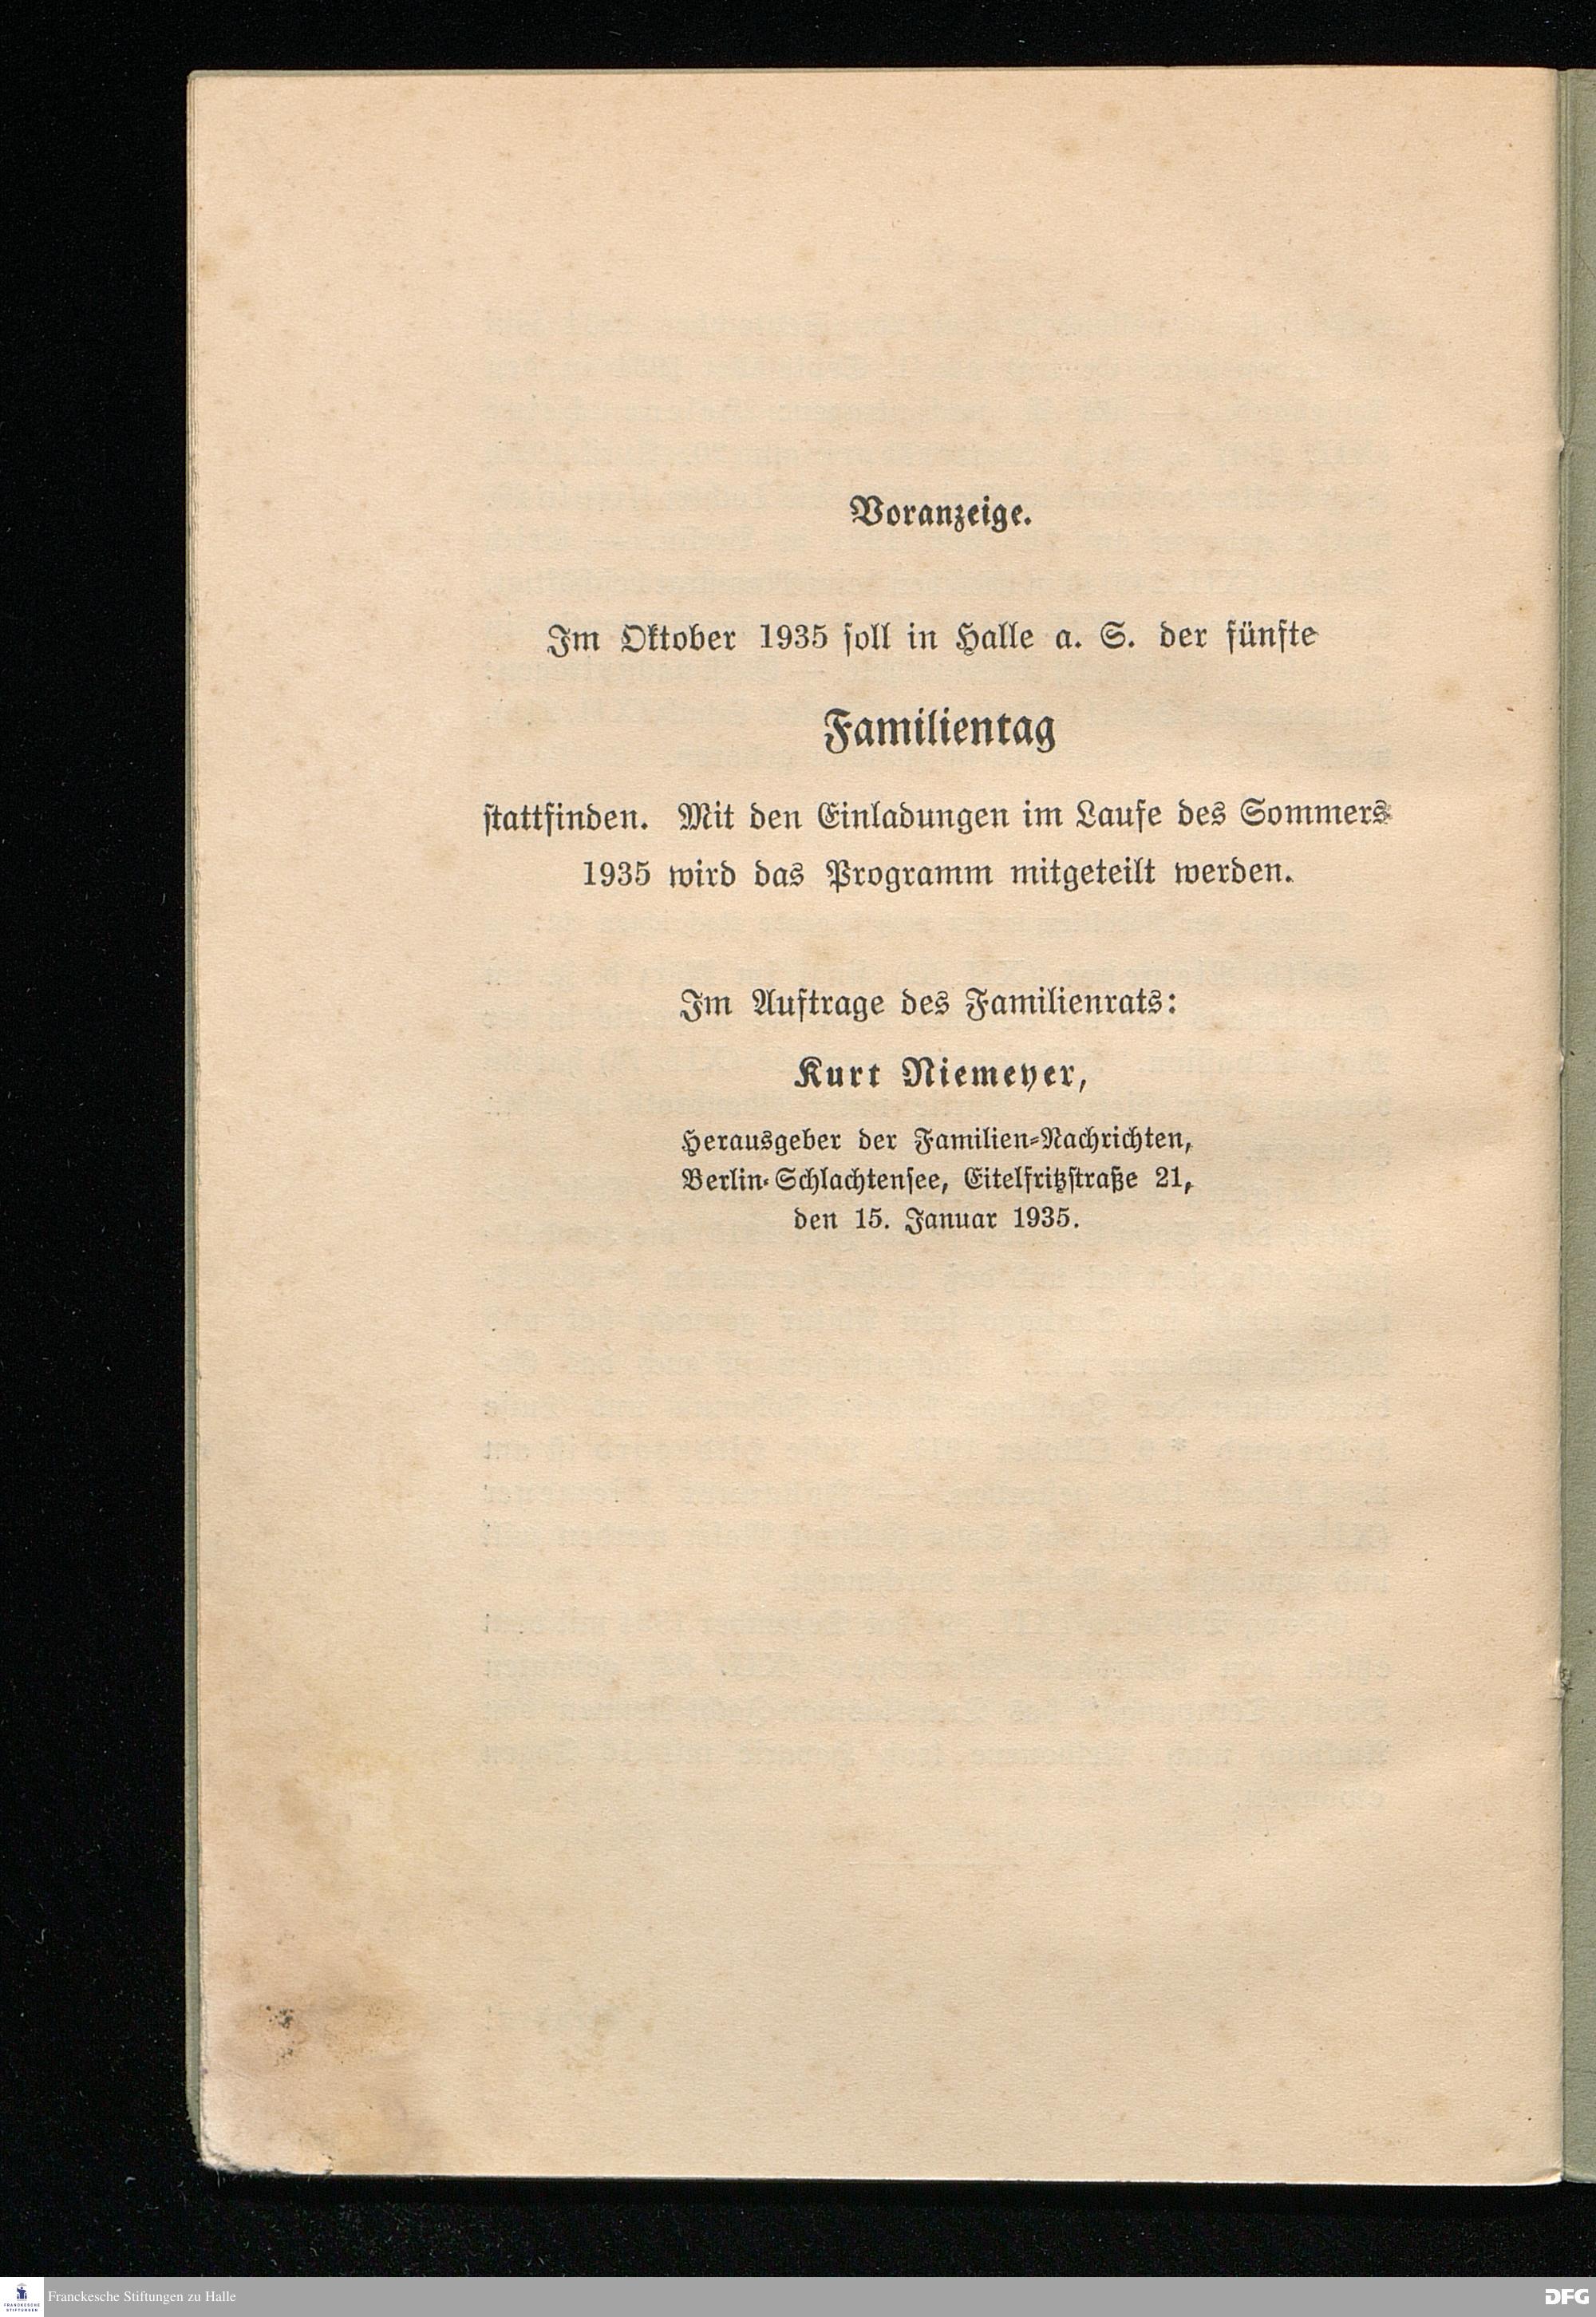 Voranzeige.
Im Oktober 1935 soll in Halle a. S. der fünfte
Familientag
stattfinden. Mit den Einladungen im Laufe des Sommers
1935 wird das Programm mitgeteilt werden.
Im Auftrage des Familienrats:
Kurt Niemeyer,
Herausgeber der Familien-Nachrichten,
Berlin-Schlachtensee, Eitelfritzstraße 21,
den 15. Januar 1935.
FRANCKESCHE
STIFTUNGEN
Franckesche Stiftungen zu Halle
DFG